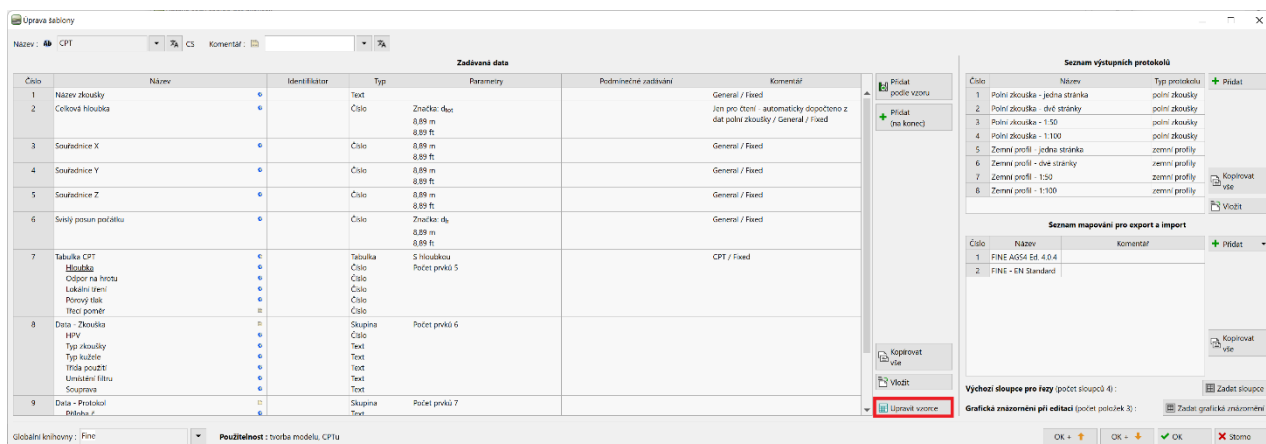 Úprava šablony
Název : CPT CS Komentář :
Zadávaná data
Číslo Název Identifikátor Typ Parametry Podmínečné zadávání Komentář
1 Název zkoušky Text General / Fixed
2 Celková hloubka Číslo Značka: dtot Jen pro čtení - automaticky dopočteno z
8,89 m dat polní zkoušky / General / Fixed
8,89 ft
3 Souřadnice X Číslo 8,89 m General / Fixed
8,89 ft
4 Souřadnice Y Číslo 8,89 m General / Fixed
8,89 ft
5 Souřadnice Z Číslo 8,89 m General / Fixed
8,89 ft
6 Svislý posun počátku Číslo Značka: dh General / Fixed
8,89 m
8,89 ft
7 Tabulka CPT Tabulka S hloubkou CPT / Fixed
Hloubka Číslo Počet prvků 5
Odpor na hrotu Číslo
Lokální tření Číslo
Pórový tlak Číslo
Třecí poměr Číslo
8 Data - Zkouška Skupina Počet prvků 6
HPV Číslo
Typ zkoušky Text
Typ kužele Text
Třída použití Text
Umístění filtru Text
Souprava Text
9 Data - Protokol Skupina Počet prvků 7
Příloha č. Text
Přidat
podle vzoru
Přidat
(na konec)
Kopírovat
vše
Vložit
Upravit vzorce
Seznam výstupních protokolů
Číslo Název Typ protokolu
1 Polní zkouška - jedna stránka polní zkoušky
2 Polní zkouška - dvě stránky polní zkoušky
3 Polní zkouška - 1:50 polní zkoušky
4 Polní zkouška - 1:100 polní zkoušky
5 Zemní profil - jedna stránka zemní profily
6 Zemní profil - dvě stránky zemní profily
7 Zemní profil - 1:50 zemní profily
8 Zemní profil - 1:100 zemní profily
Přidat
Kopírovat
vše
Vložit
Seznam mapování pro export a import
Číslo Název Komentář
1 FINE AGS4 Ed. 4.0.4
2 FINE - EN Standard
Přidat
Kopírovat
vše
Výchozí sloupce pro řezy (počet sloupců 4) : Zadat sloupce
Grafická znázornění při editaci (počet položek 3) : Zadat grafická znázornění
Globální knihovny : Fine Použitelnost : tvorba modelu, CPTu
OK + OK + OK Storno